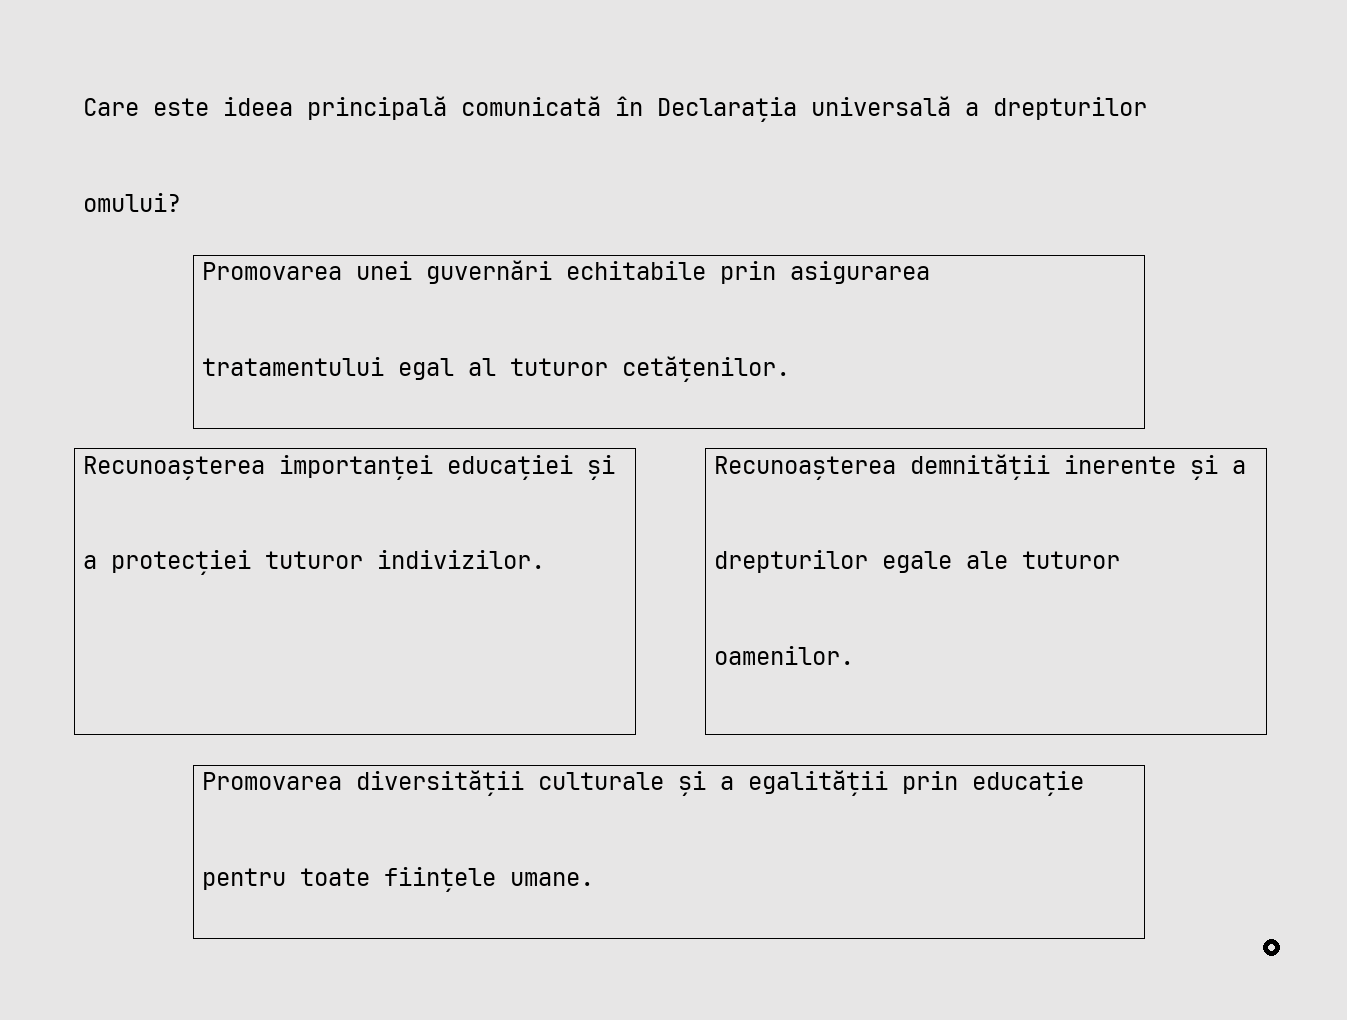 Care este ideea principală comunicată în Declarația universală a drepturilor
omului?
Promovarea unei guvernări echitabile prin asigurarea
tratamentului egal al tuturor cetățenilor.
Recunoașterea importanței educației și
a protecției tuturor indivizilor.
Recunoașterea demnității inerente și a
drepturilor egale ale tuturor
oamenilor.
Promovarea diversității culturale și a egalității prin educație
pentru toate ființele umane.